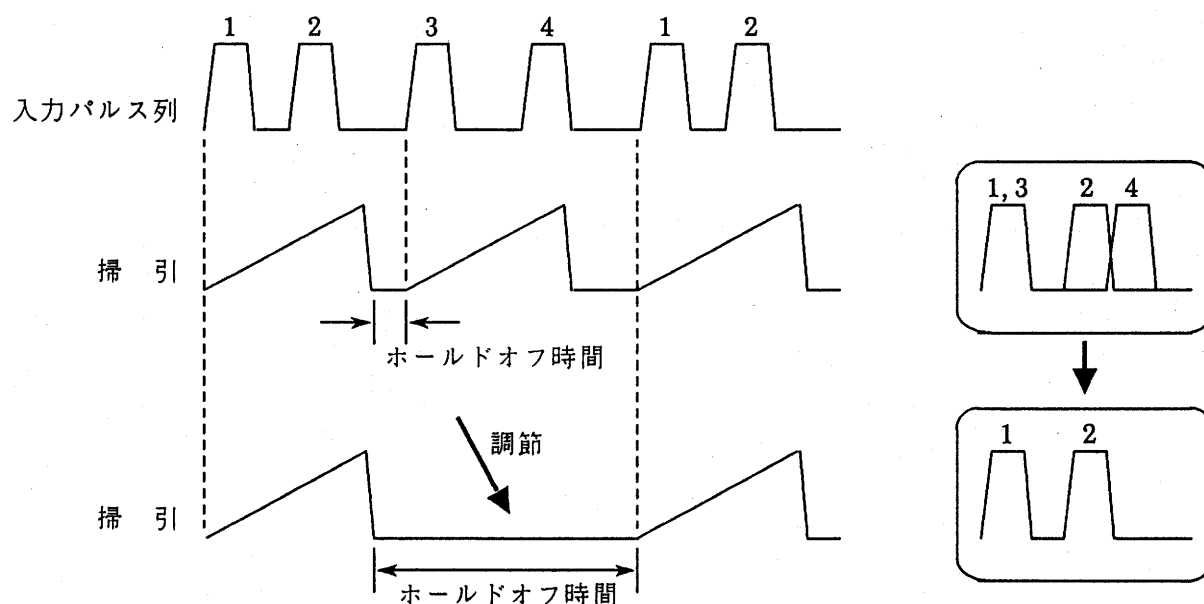 1 2 3 4 1 2
入力パルス列
掃 引
ホールドオフ時間
調節
掃 引
ホールドオフ時間
1, 3 2 4
1 2